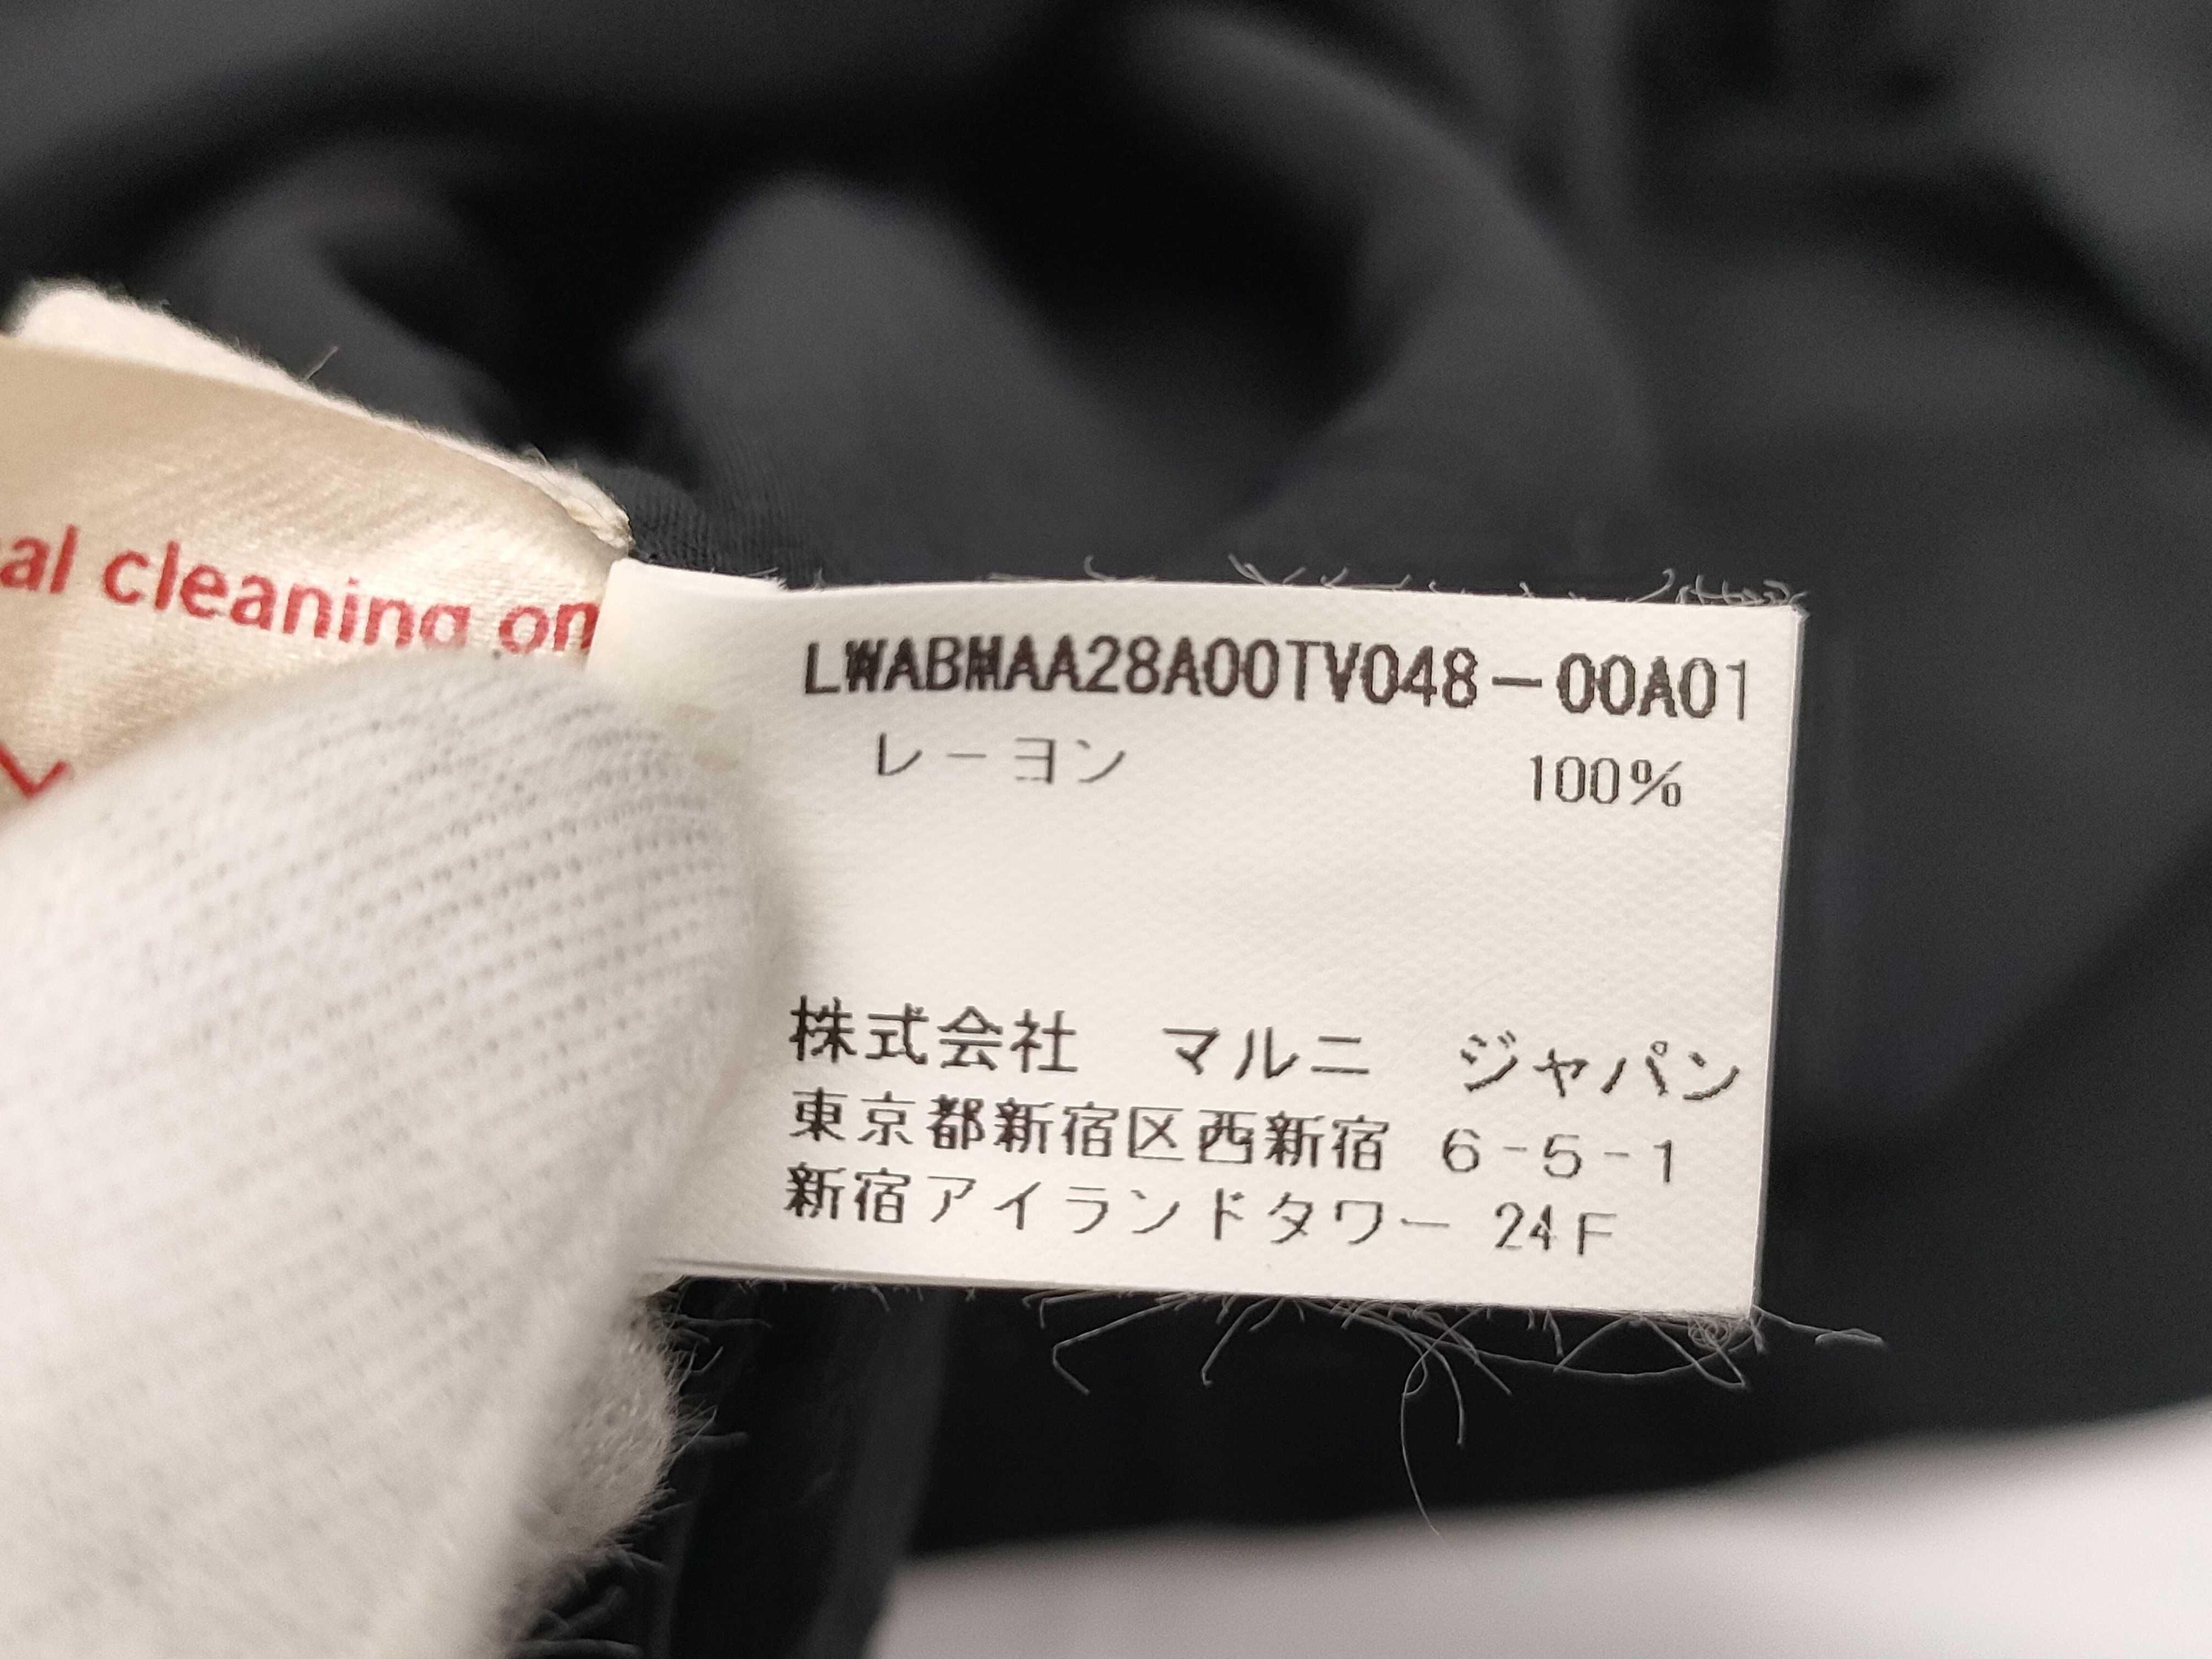 cleaning
LWABMAA28A00TV048-00A01
レーヨン 100%
株式会社 マルニ ジャパン
東京都新宿区西新宿 6-5-1
新宿アイランドタワー 24F